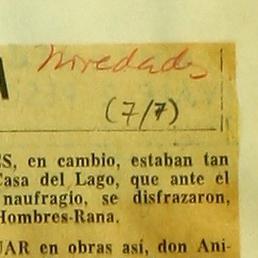 Novedades
A
(7/7)
ES, en cambio, estaban tan
Casa del Lago, que ante el
naufragio, se disfrazaron,
Hombres-Rana.
UAR en obras así, don Ani-